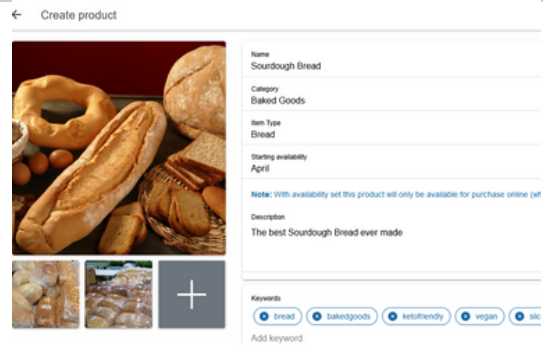 Create product
Name
Sourdough Bread
Category
Baked Goods
Item Type
Bread
Starting availability
April
Note: With availability set this product will only be available for purchase online
Description
The best Sourdough Bread ever made
Keywords
bread bakedgoods ketofriendly vegan
Add keyword